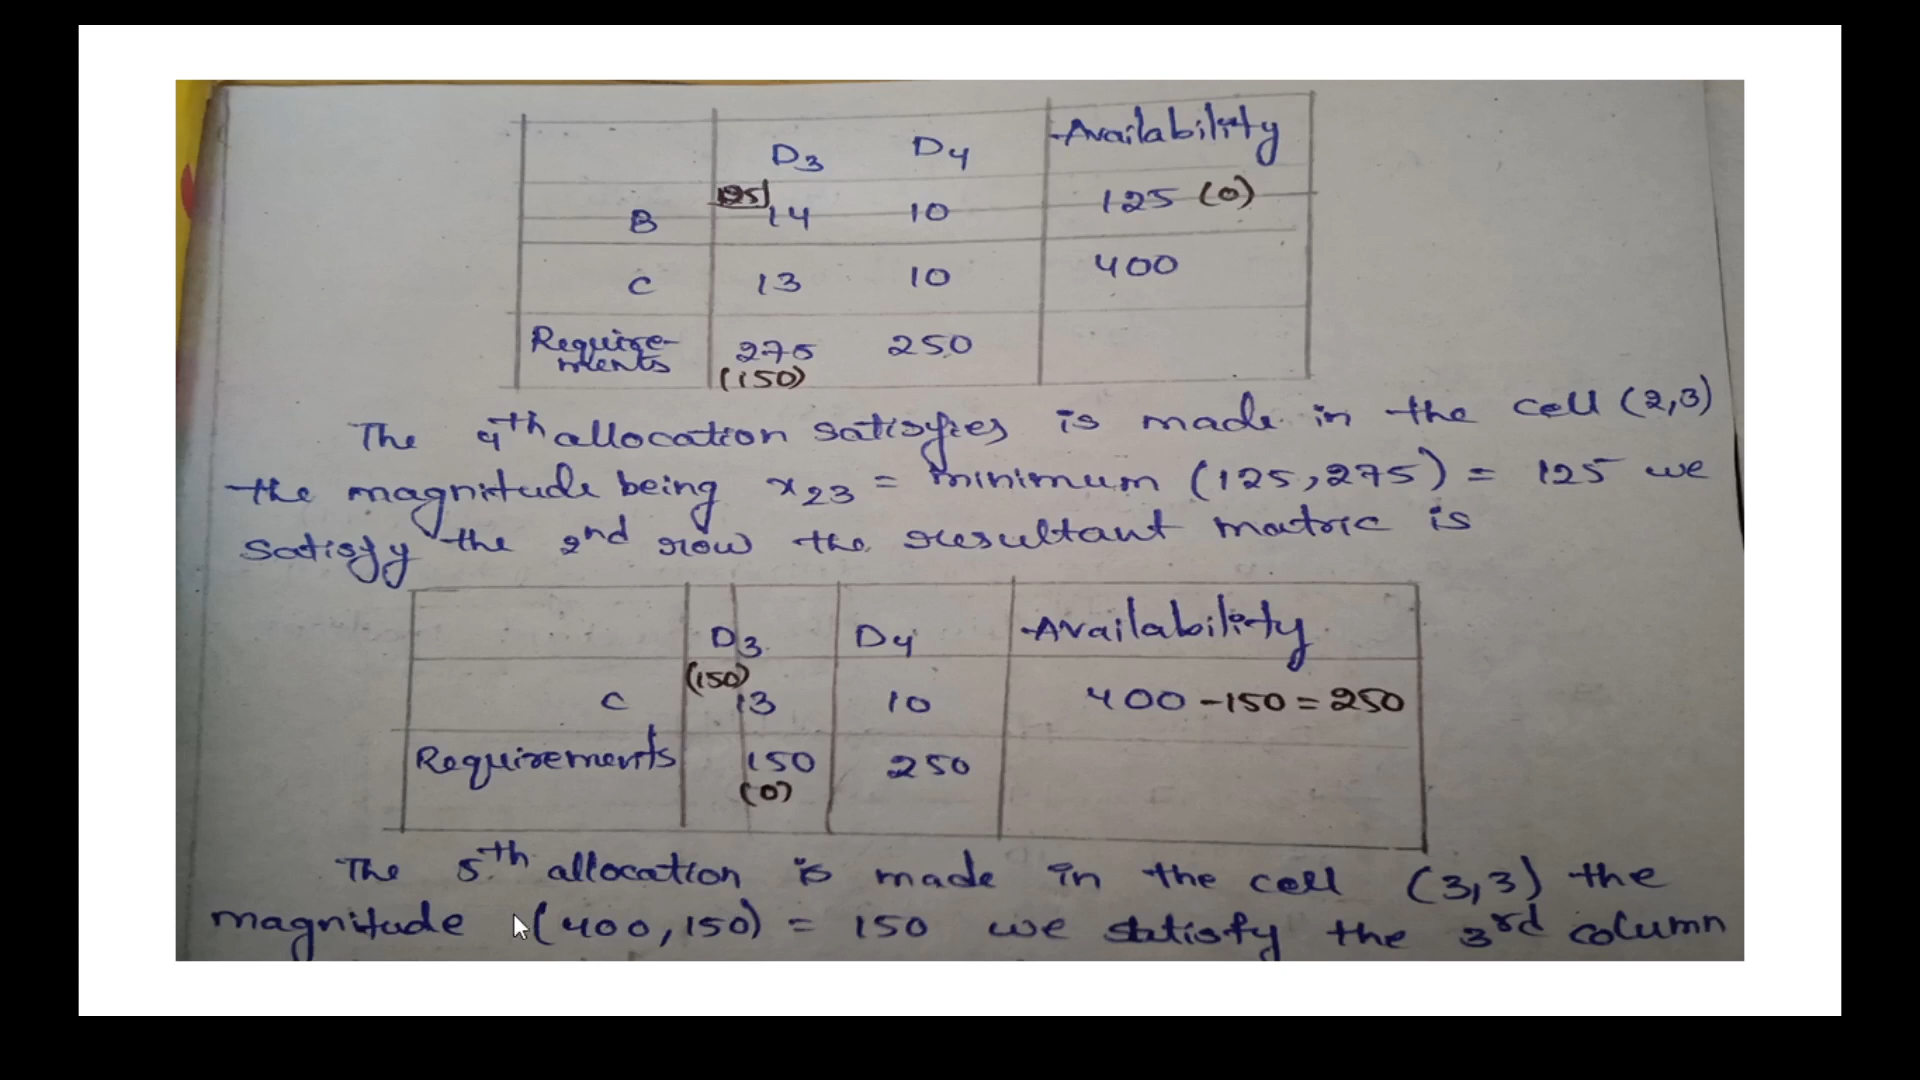 D3 D4 Availability
125 14 10 125 (0)
B
C 13 10 400
Require- 275 250
ments (150)
The 4th allocation satisfies is made in the cell (2,3)
the magnitude being x23 = minimum (125,275) = 125 we
satisfy the 2nd row the resultant matric is
D3 D4 Availability
(150)
C 13 10 400 -150 = 250
Requirements 150 250
(0)
The 5th allocation is made in the cell (3,3) the
magnitude (400,150) = 150 we satisfy the 3rd column